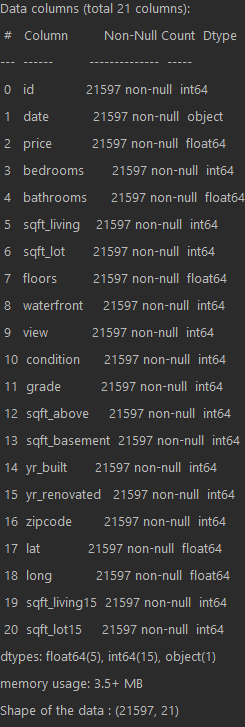 Data columns (total 21 columns):
# Column Non-Null Count Dtype
--- ------ -------------- -----
0 id 21597 non-null int64
1 date 21597 non-null object
2 price 21597 non-null float64
3 bedrooms 21597 non-null int64
4 bathrooms 21597 non-null float64
5 sqft_living 21597 non-null int64
6 sqft_lot 21597 non-null int64
7 floors 21597 non-null float64
8 waterfront 21597 non-null int64
9 view 21597 non-null int64
10 condition 21597 non-null int64
11 grade 21597 non-null int64
12 sqft_above 21597 non-null int64
13 sqft_basement 21597 non-null int64
14 yr_built 21597 non-null int64
15 yr_renovated 21597 non-null int64
16 zipcode 21597 non-null int64
17 lat 21597 non-null float64
18 long 21597 non-null float64
19 sqft_living15 21597 non-null int64
20 sqft_lot15 21597 non-null int64
dtypes: float64(5), int64(15), object(1)
memory usage: 3.5+ MB
Shape of the data : (21597, 21)